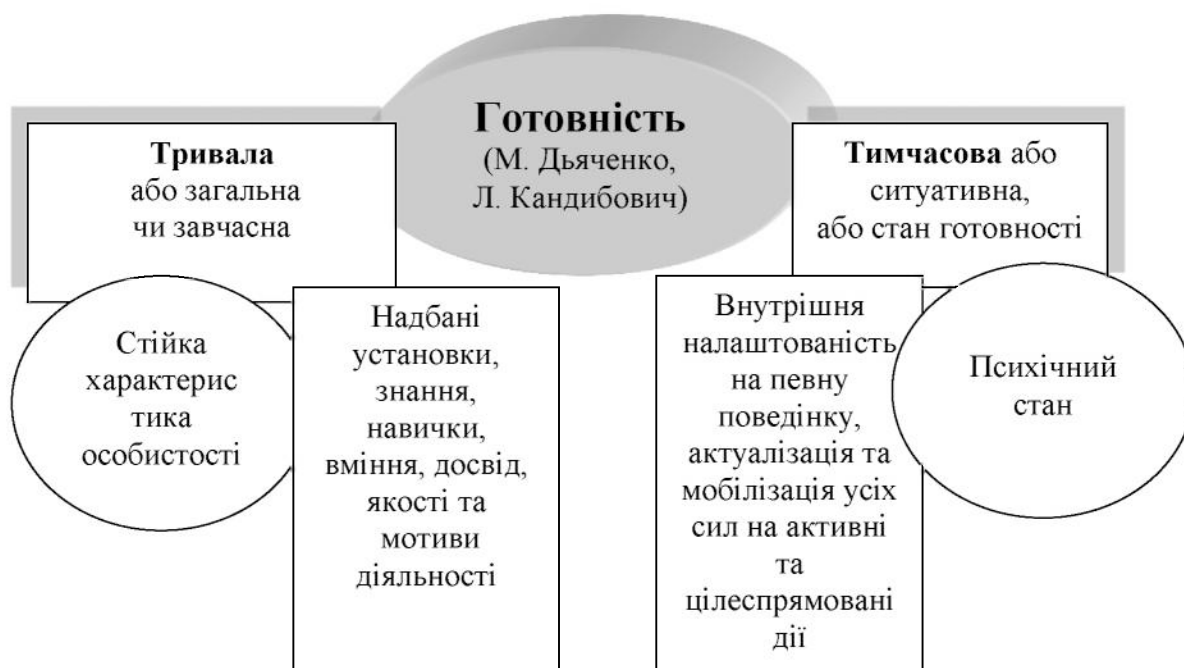 Готовність
(М. Дьяченко,
Л. Кандибович)
Тривала
або загальна
чи завчасна
Тимчасова або
ситуативна,
або стан готовності
Стійка
характерис
тика
особистості
Надбані
установки,
знання,
навички,
вміння, досвід,
якості та
мотиви
діяльності
Внутрішня
налаштованість
на певну
поведінку,
актуалізація та
мобілізація усіх
сил на активні
та
цілеспрямовані
дії
Психічний
стан